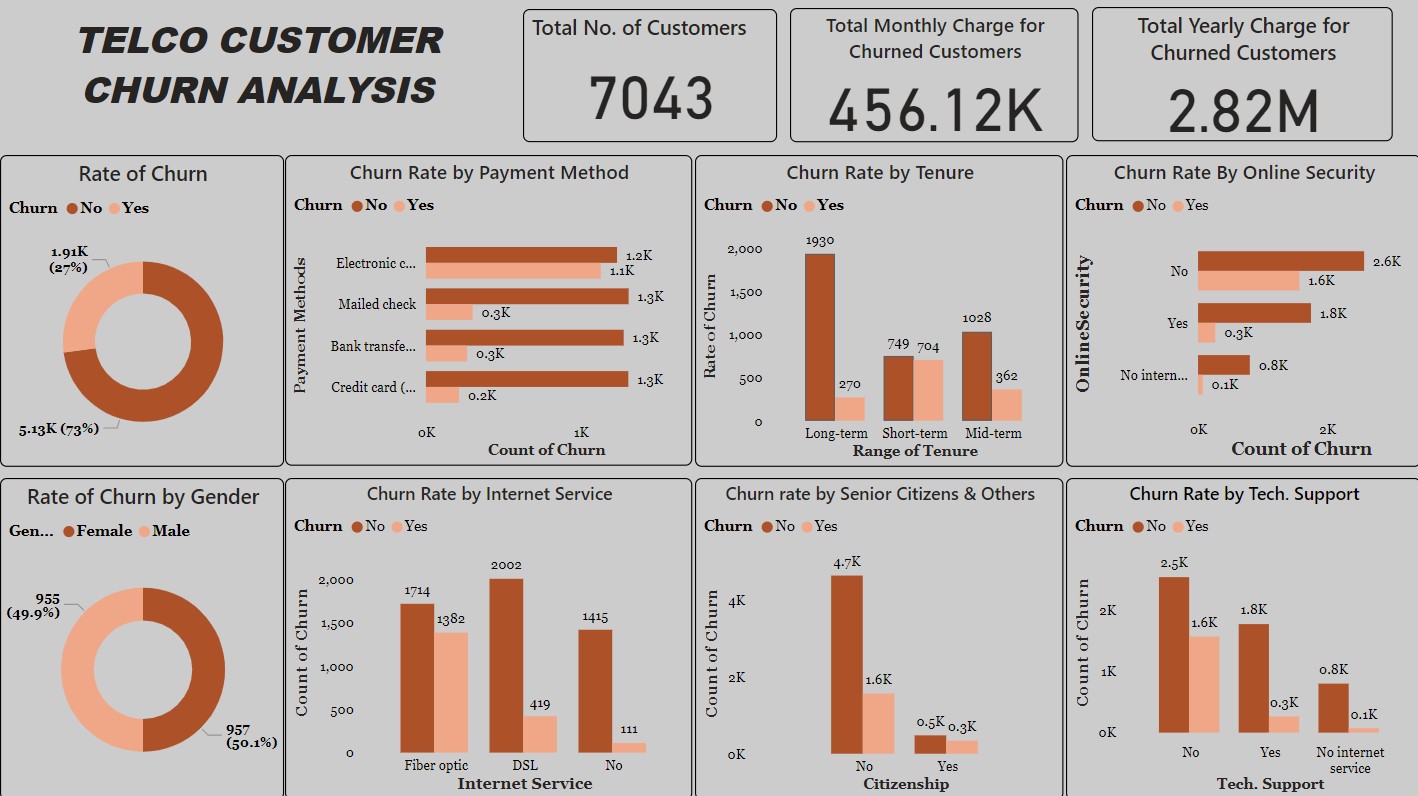 TELCO CUSTOMER
CHURN ANALYSIS
Total No. of Customers
7043
Total Monthly Charge for
Churned Customers
456.12K
Total Yearly Charge for
Churned Customers
2.82M
Rate of Churn
Churn No Yes
1.91K
(27%)
5.13K (73%)
Churn Rate by Payment Method
Churn No Yes
Payment Methods
Electronic c...
1.2K
1.1K
Mailed check
1.3K
0.3K
Bank transfe...
1.3K
0.3K
Credit card (...
1.3K
0.2K
0K 1K
Count of Churn
Churn Rate by Tenure
Churn No Yes
Rate of Churn
2,000
1,500
1,000
500
0
1930
270
749
704
1028
362
Long-term Short-term Mid-term
Range of Tenure
Churn Rate By Online Security
Churn No Yes
OnlineSecurity
No
2.6K
1.6K
Yes
1.8K
0.3K
No intern...
0.8K
0.1K
0K 2K
Count of Churn
Rate of Churn by Gender
Gen... Female Male
955
(49.9%)
957
(50.1%)
Churn Rate by Internet Service
Churn No Yes
Count of Churn
2,000
1,500
1,000
500
0
1714
1382
2002
419
1415
111
Fiber optic DSL No
Internet Service
Churn rate by Senior Citizens & Others
Churn No Yes
Count of Churn
4K
2K
0K
4.7K
1.6K
0.5K
0.3K
No Yes
Citizenship
Churn Rate by Tech. Support
Churn No Yes
Count of Churn
2K
1K
0K
2.5K
1.6K
1.8K
0.3K
0.8K
0.1K
No Yes No internet
service
Tech. Support